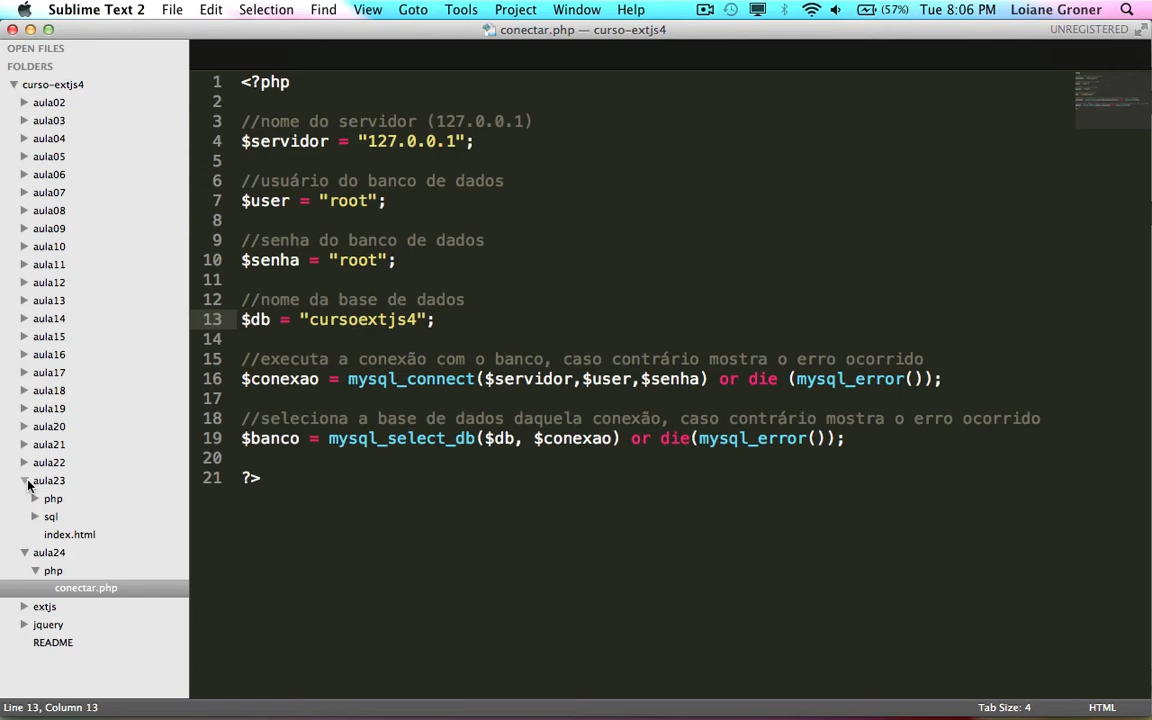 Sublime Text 2 File Edit Selection Find View Goto Tools Project Window Help (57%) Tue 8:06 PM Loiane Groner
conectar.php — curso-extjs4 UNREGISTERED
OPEN FILES
FOLDERS
curso-extjs4
aula02
aula03
aula04
aula05
aula06
aula07
aula08
aula09
aula10
aula11
aula12
aula13
aula14
aula15
aula16
aula17
aula18
aula19
aula20
aula21
aula22
aula23
php
sql
index.html
aula24
php
conectar.php
extjs
jquery
README
1 <?php
2
3 //nome do servidor (127.0.0.1)
4 $servidor = "127.0.0.1";
5
6 //usuário do banco de dados
7 $user = "root";
8
9 //senha do banco de dados
10 $senha = "root";
11
12 //nome da base de dados
13 $db = "cursoextjs4";
14
15 //executa a conexão com o banco, caso contrário mostra o erro ocorrido
16 $conexao = mysql_connect($servidor,$user,$senha) or die (mysql_error());
17
18 //seleciona a base de dados daquela conexão, caso contrário mostra o erro ocorrido
19 $banco = mysql_select_db($db, $conexao) or die(mysql_error());
20
21 ?>
Line 13, Column 13 Tab Size: 4 HTML